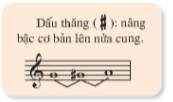 Dấu thăng (♯): nâng
bậc cơ bản lên nửa cung.